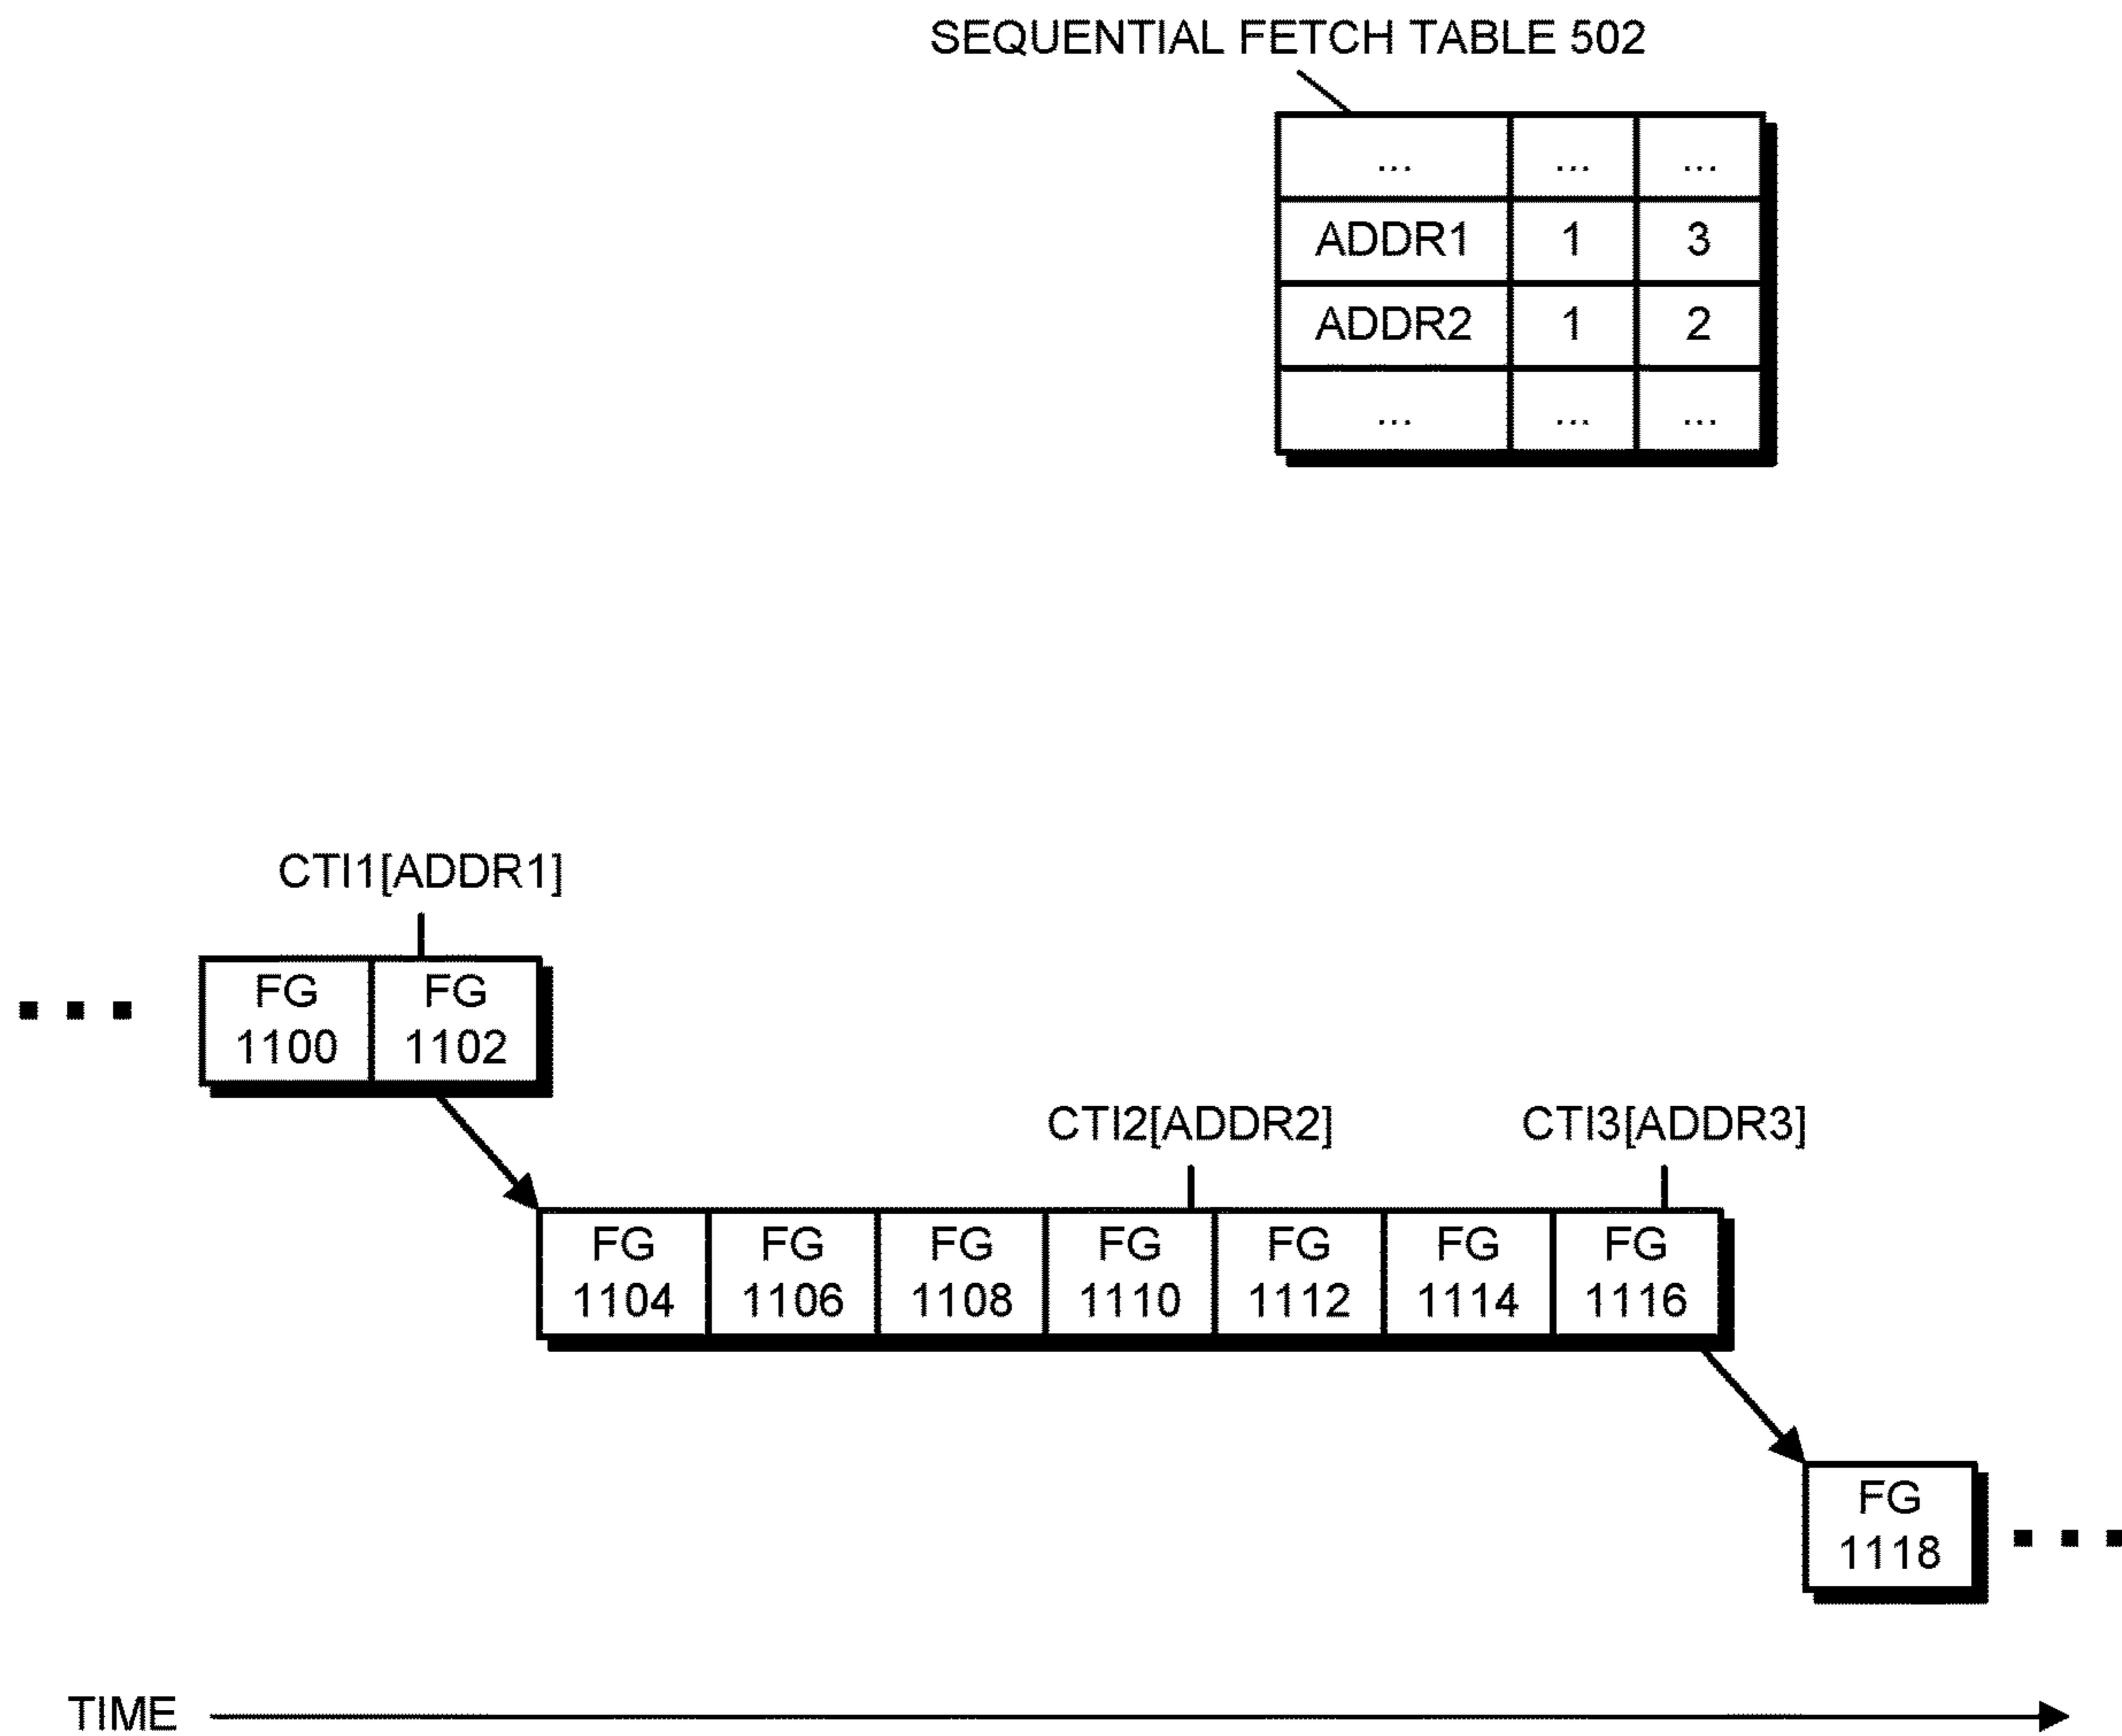 SEQUENTIAL FETCH TABLE 502
... ... ...
ADDR1 1 3
ADDR2 1 2
... ... ...
CTI1[ADDR1]
... FG 1100 FG 1102
CTI2[ADDR2] CTI3[ADDR3]
FG FG FG FG FG FG FG
1104 1106 1108 1110 1112 1114 1116
FG
1118 ...
TIME